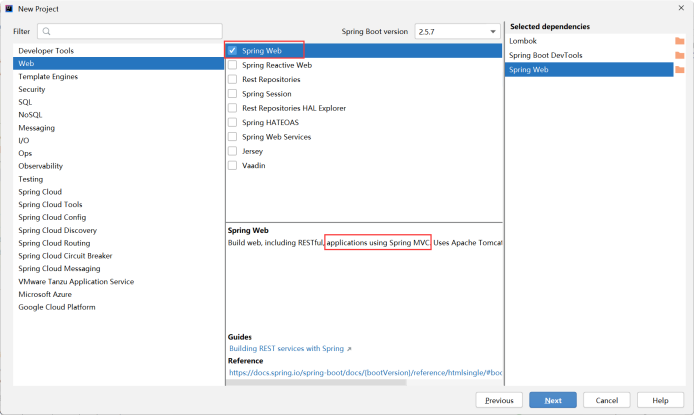 New Project
Filter
Spring Boot version 2.5.7
Selected dependencies
Developer Tools
Web
Template Engines
Security
SQL
NoSQL
Messaging
I/O
Ops
Observability
Testing
Spring Cloud
Spring Cloud Tools
Spring Cloud Config
Spring Cloud Discovery
Spring Cloud Routing
Spring Cloud Circuit Breaker
Spring Cloud Messaging
VMware Tanzu Application Service
Microsoft Azure
Google Cloud Platform
Spring Web
Spring Reactive Web
Rest Repositories
Spring Session
Rest Repositories HAL Explorer
Spring HATEOAS
Spring Web Services
Jersey
Vaadin
Spring Web
Build web, including RESTful, applications using Spring MVC. Uses Apache Tomcat
Guides
Building REST services with Spring
Reference
https://docs.spring.io/spring-boot/docs/{bootVersion}/reference/htmlsingle/#boo
Lombok
Spring Boot DevTools
Spring Web
Previous
Next
Cancel
Help